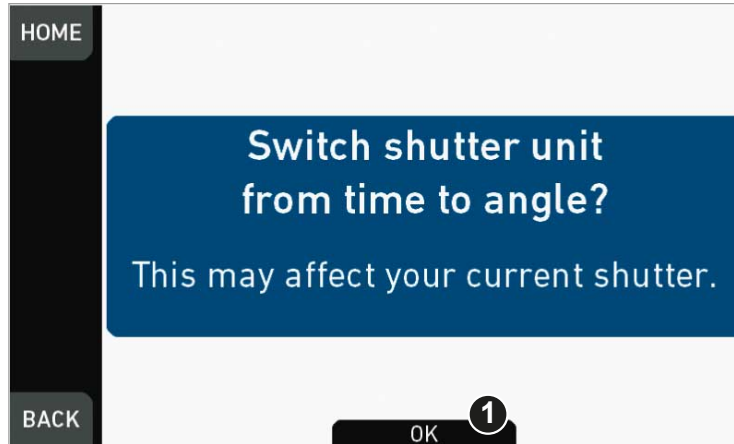 HOME
Switch shutter unit
from time to angle?
This may affect your current shutter.
BACK
OK
1